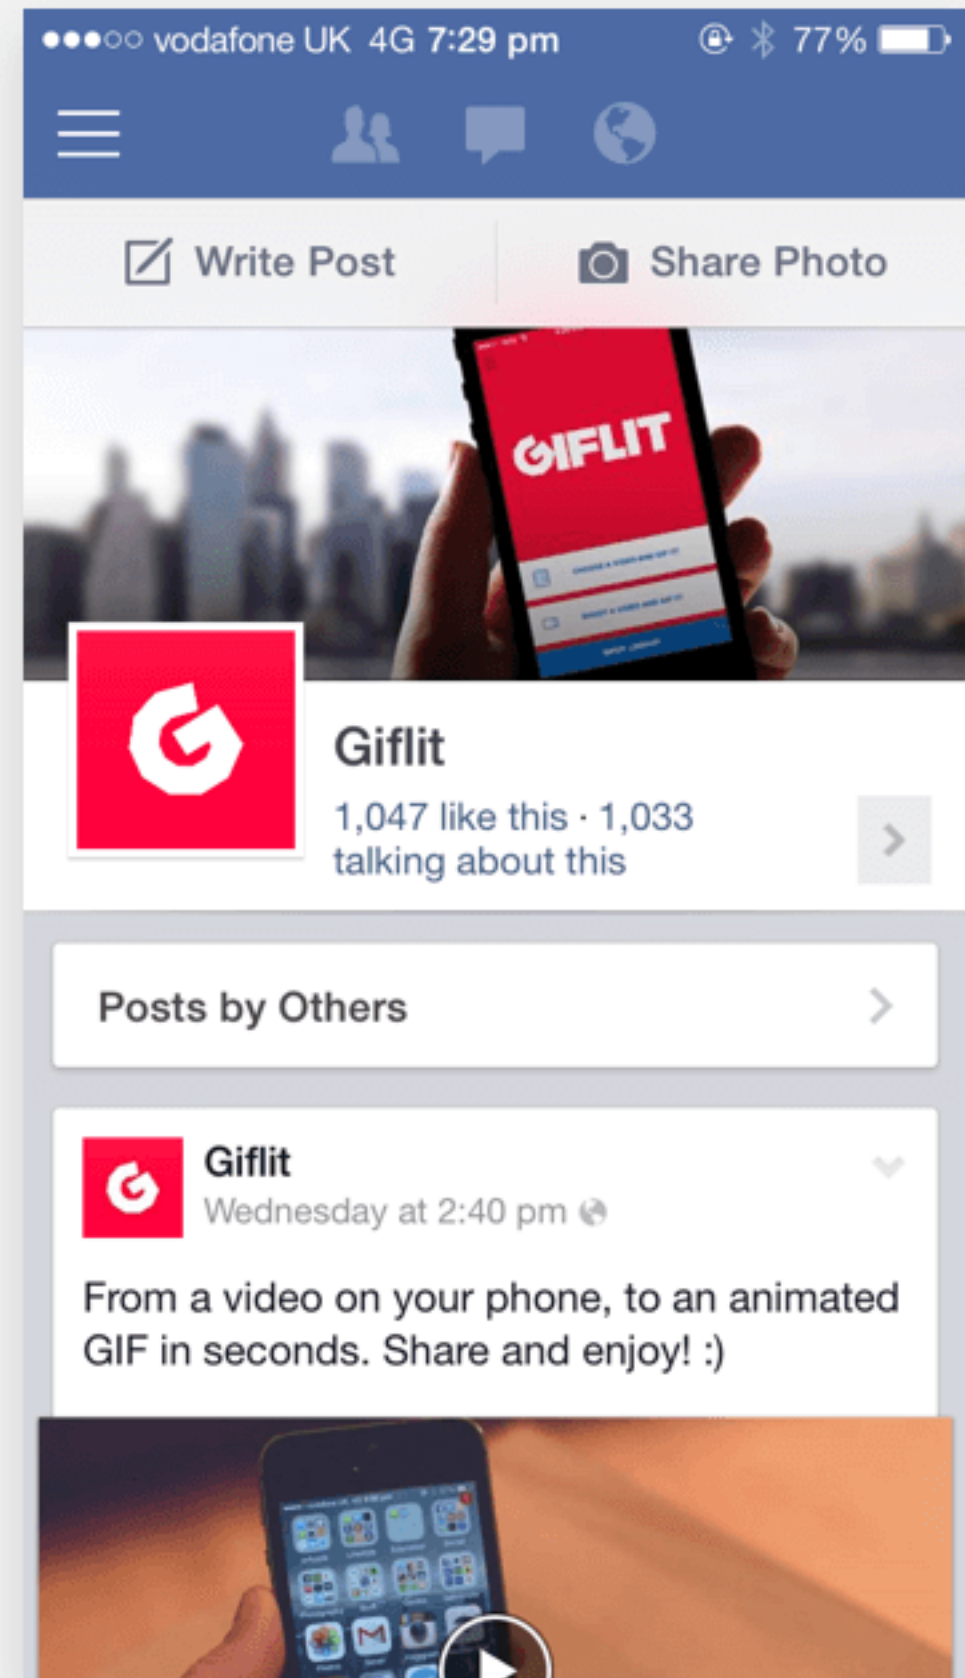 vodafone UK 4G 7:29 pm 77%
Write Post Share Photo
GIFLIT
Giflit
1,047 like this · 1,033
talking about this
Posts by Others
Giflit
Wednesday at 2:40 pm
From a video on your phone, to an animated
GIF in seconds. Share and enjoy! :)